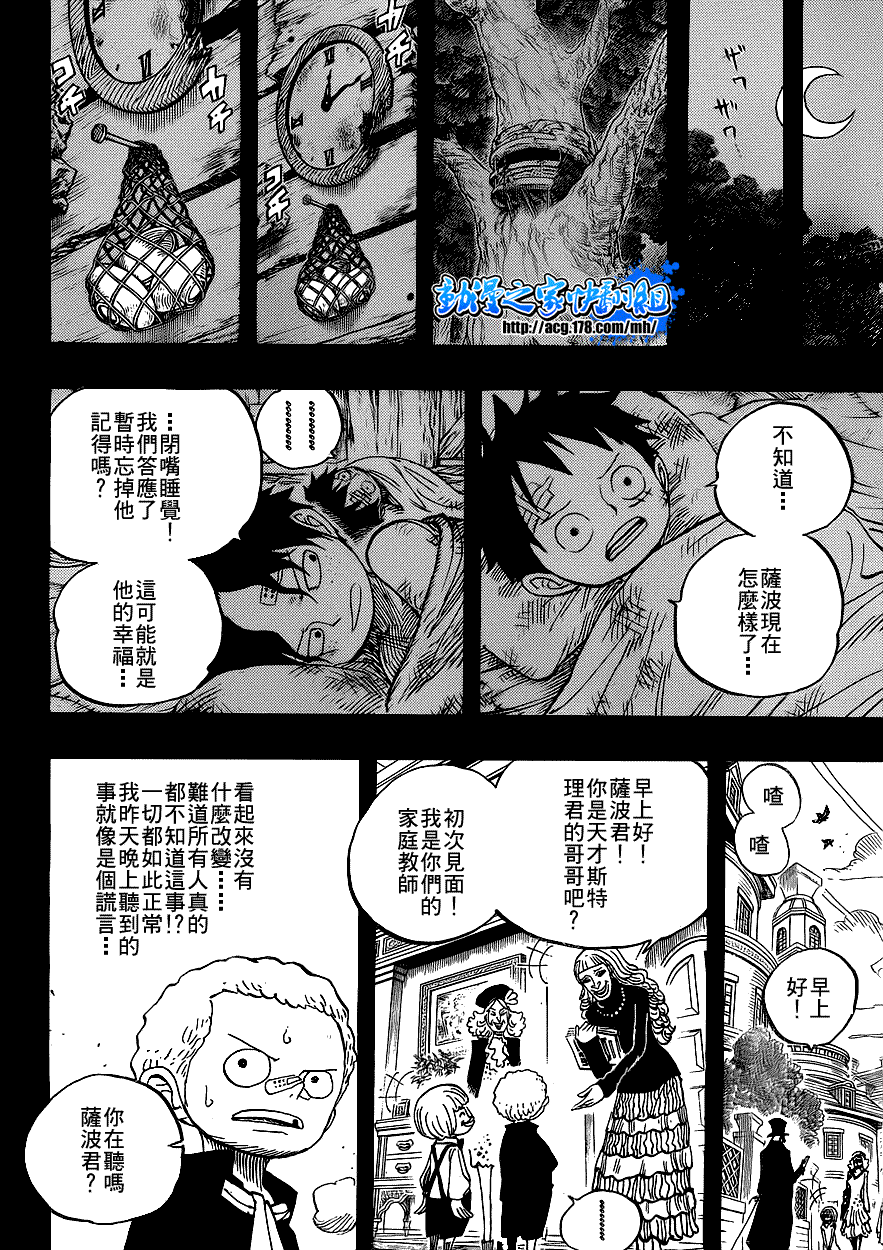 ザワ
ザワ
動漫之家快翻組
http://acg.178.com/mh/
カチ
コチ
カチ
コチ
不知道…
薩波現在
怎麼樣了…
…………
…閉嘴睡覺!
我們答應了
暫時忘掉他
記得嗎?
這可能就是
他的幸福…
喳
喳
早上
好!
早上好!
薩波君!
你是天才斯特
理君的哥哥吧?
初次見面!
我是你們的
家庭教師
…………
看起來沒有
什麼改變……
難道所有人真的
都不知道這事!?
一切都如此正常
我昨天晚上聽到的
事就像是個謊言…
你在聽嗎
薩波君?